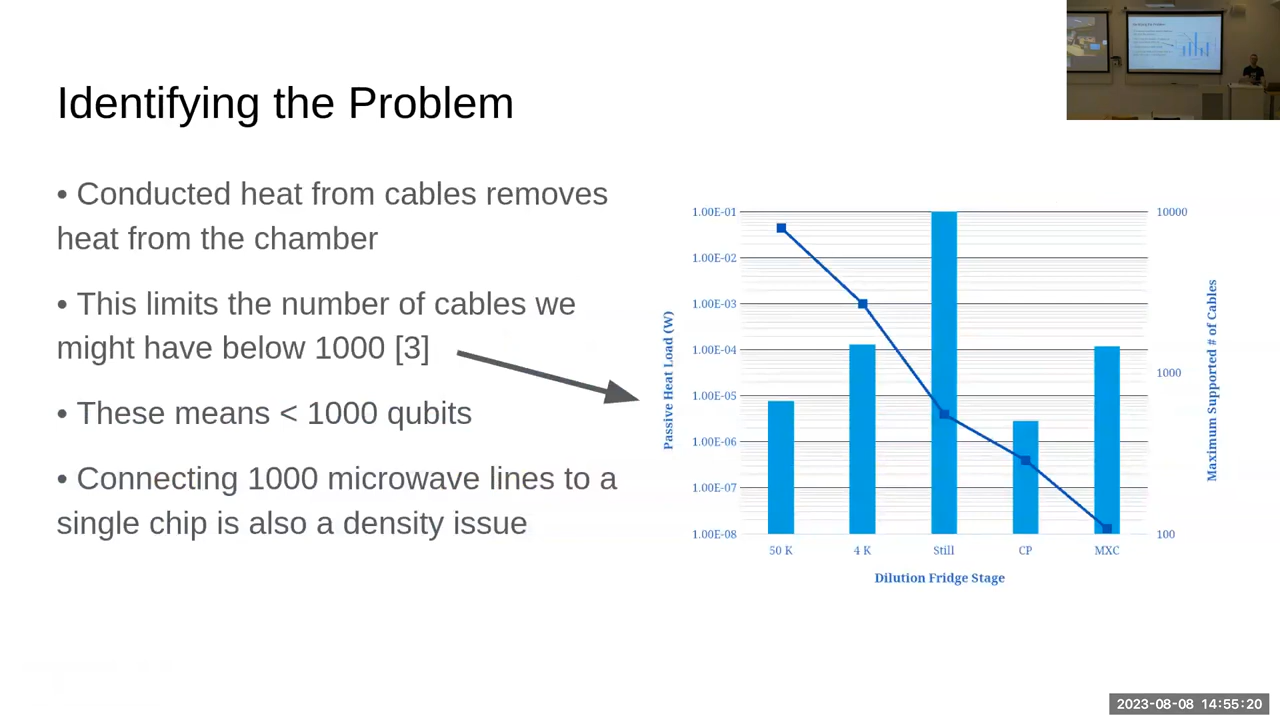 Identifying the Problem
• Conducted heat from cables removes
heat from the chamber
• This limits the number of cables we
might have below 1000 [3]
• These means < 1000 qubits
• Connecting 1000 microwave lines to a
single chip is also a density issue
Passive Heat Load (W)
1.00E-01
1.00E-02
1.00E-03
1.00E-04
1.00E-05
1.00E-06
1.00E-07
1.00E-08
10000
1000
100
Maximum Supported # of Cables
50 K 4 K Still CP MXC
Dilution Fridge Stage
2023-08-08 14:55:20